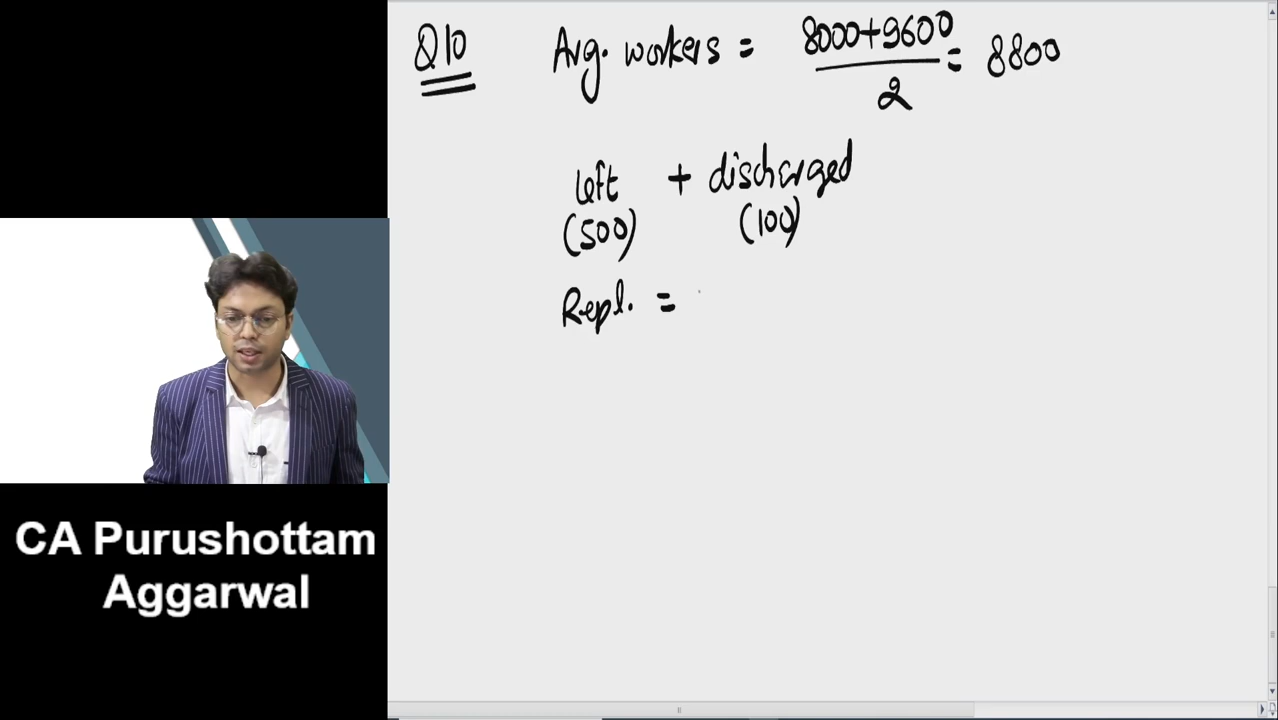 Q10 Avg. workers = 8000+9600 / 2 = 8800
left + discharged
(500) (100)
Repl. =
CA Purushottam
Aggarwal